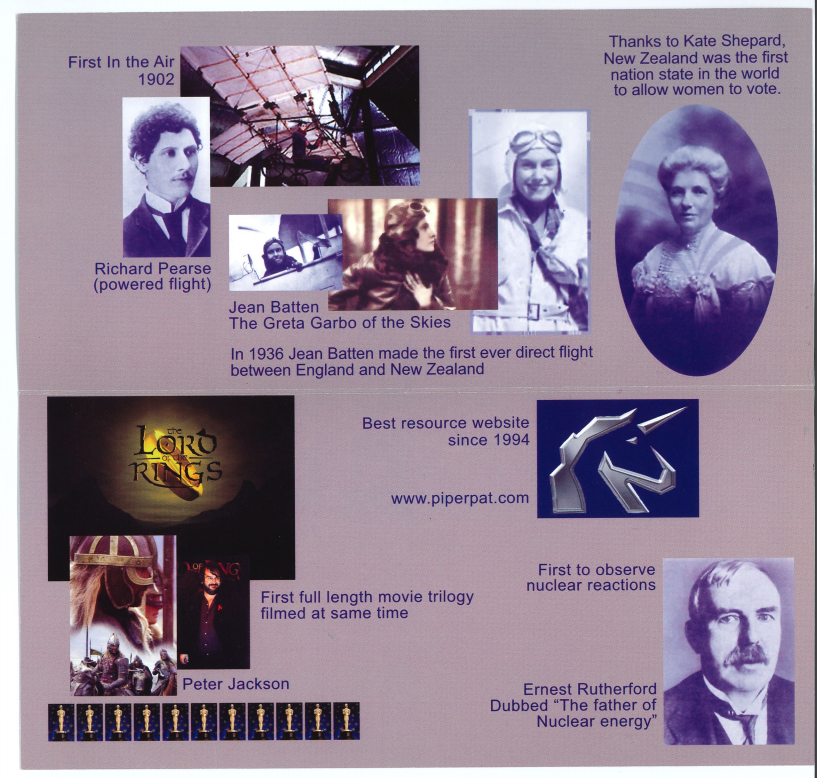 First In the Air
1902
Richard Pearse
(powered flight)
Jean Batten
The Greta Garbo of the Skies
In 1936 Jean Batten made the first ever direct flight
between England and New Zealand
Thanks to Kate Shepard,
New Zealand was the first
nation state in the world
to allow women to vote.
the
LORD
of the
RINGS
OF
First full length movie trilogy
filmed at same time
Peter Jackson
Best resource website
since 1994
www.piperpat.com
First to observe
nuclear reactions
Ernest Rutherford
Dubbed “The father of
Nuclear energy”